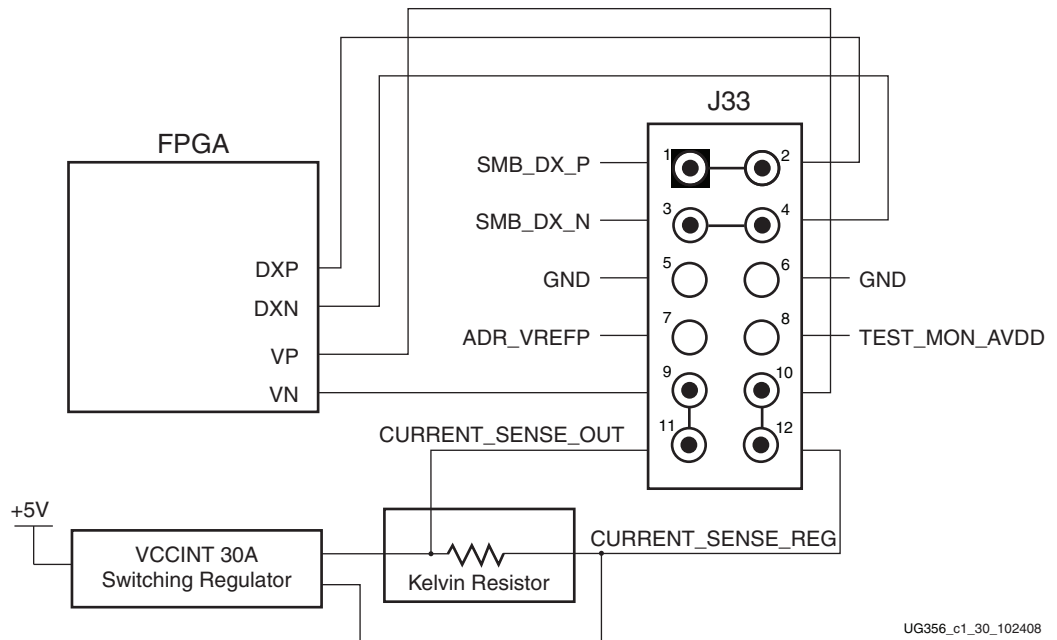 J33
FPGA
1
2
SMB_DX_P
3
4
SMB_DX_N
DXP
5
6
GND
GND
DXN
7
8
ADR_VREFP
TEST_MON_AVDD
VP
9
10
VN
11
12
CURRENT_SENSE_OUT
+5V
CURRENT_SENSE_REG
VCCINT 30A
Switching Regulator
Kelvin Resistor
UG356_c1_30_102408